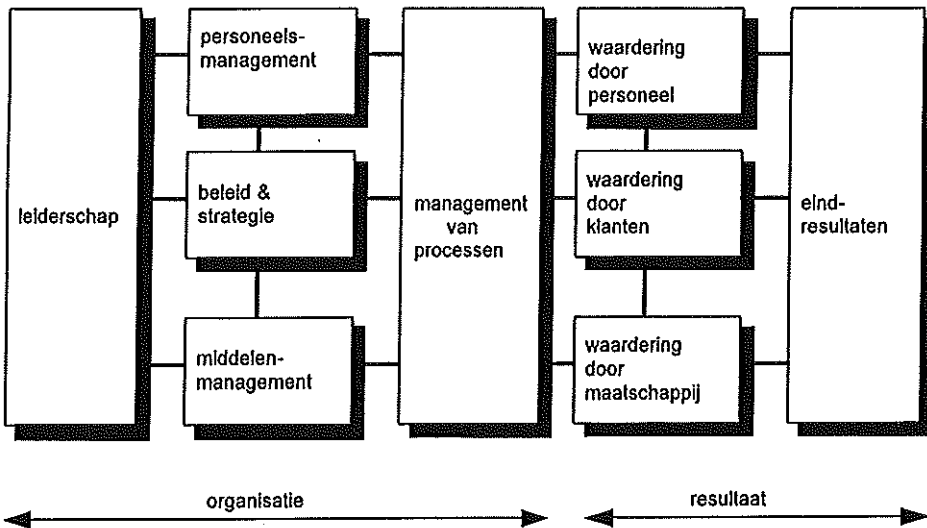 leiderschap
personeels-
management
beleid &
strategie
middelen-
management
management
van
processen
waardering
door
personeel
waardering
door
klanten
waardering
door
maatschappij
eind-
resultaten
organisatie
resultaat